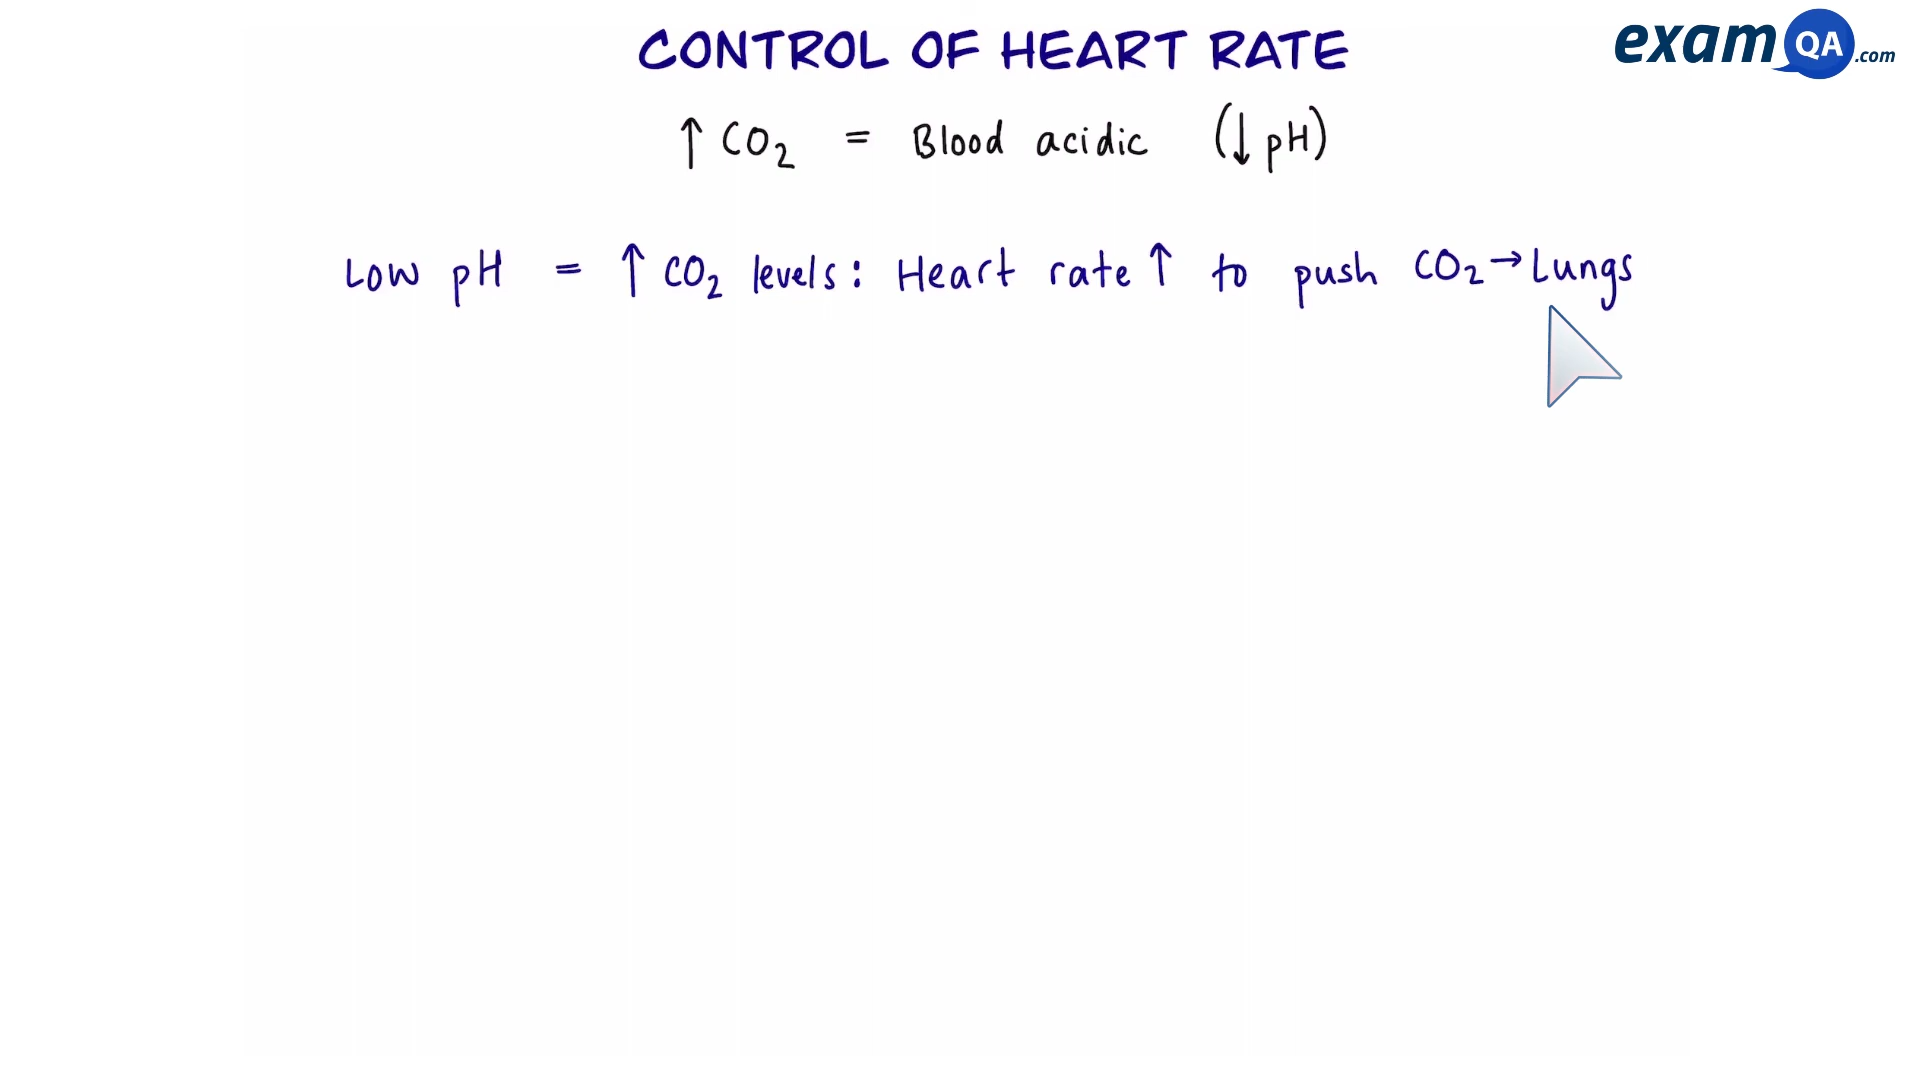 CONTROL OF HEART RATE
examQA.com
↑ CO₂ = Blood acidic (↓ pH)
Low pH = ↑ CO₂ levels: Heart rate ↑ to push CO₂ → Lungs